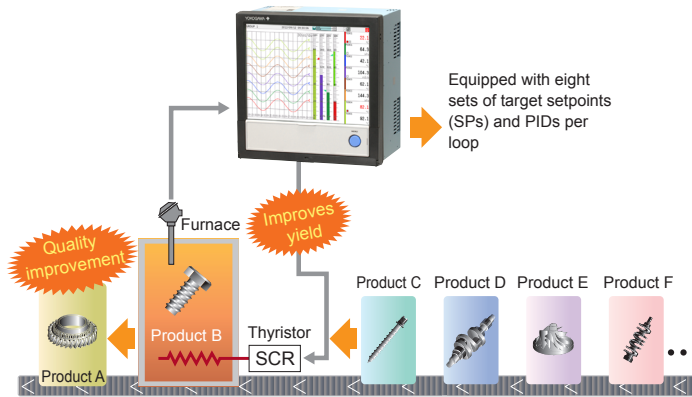 YOKOGAWA
Equipped with eight
sets of target setpoints
(SPs) and PIDs per
loop
Furnace
Improves
yield
Quality
improvement
Product C
Product D
Product E
Product F
Product B
Thyristor
SCR
Product A